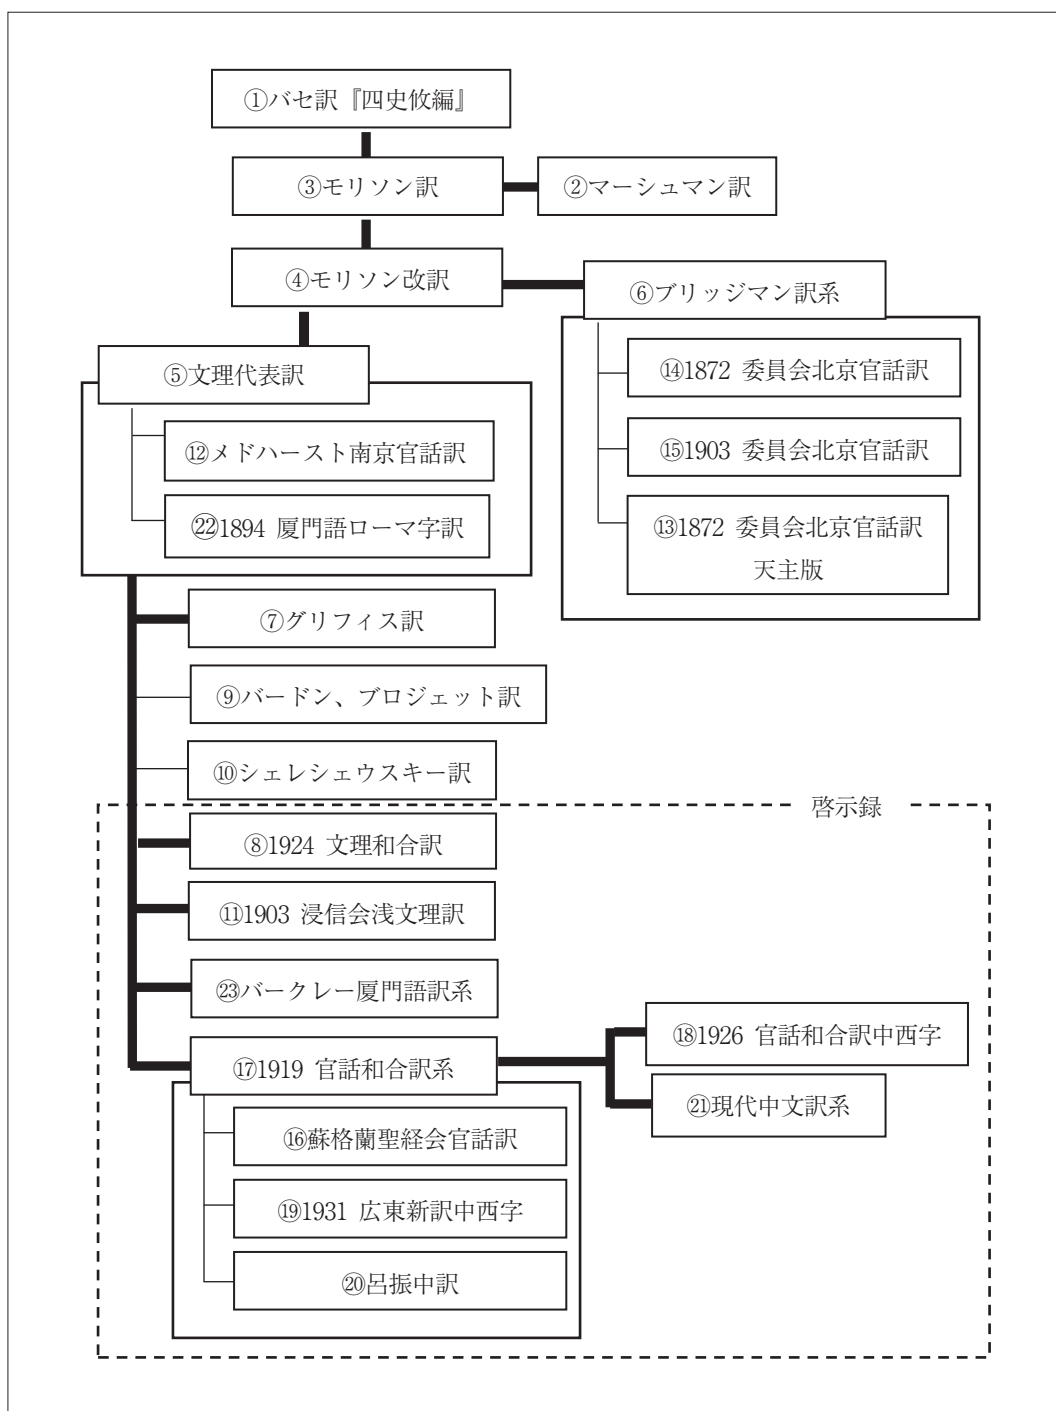 ①バセ訳『四史攸編』
③モリソン訳
②マーシュマン訳
④モリソン改訳
⑥ブリッジマン訳系
⑤文理代表訳
⑭1872 委員会北京官話訳
⑫メドハースト南京官話訳
⑮1903 委員会北京官話訳
㉒1894 厦門語ローマ字訳
⑬1872 委員会北京官話訳
天主版
⑦グリフィス訳
⑨バードン、ブロジェット訳
⑩シェレシェウスキー訳
啓示録
⑧1924 文理和合訳
⑪1903 浸信会浅文理訳
㉓バークレー厦門語訳系
⑱1926 官話和合訳中西字
⑰1919 官話和合訳系
㉑現代中文訳系
⑯蘇格蘭聖経会官話訳
⑲1931 広東新訳中西字
⑳呂振中訳